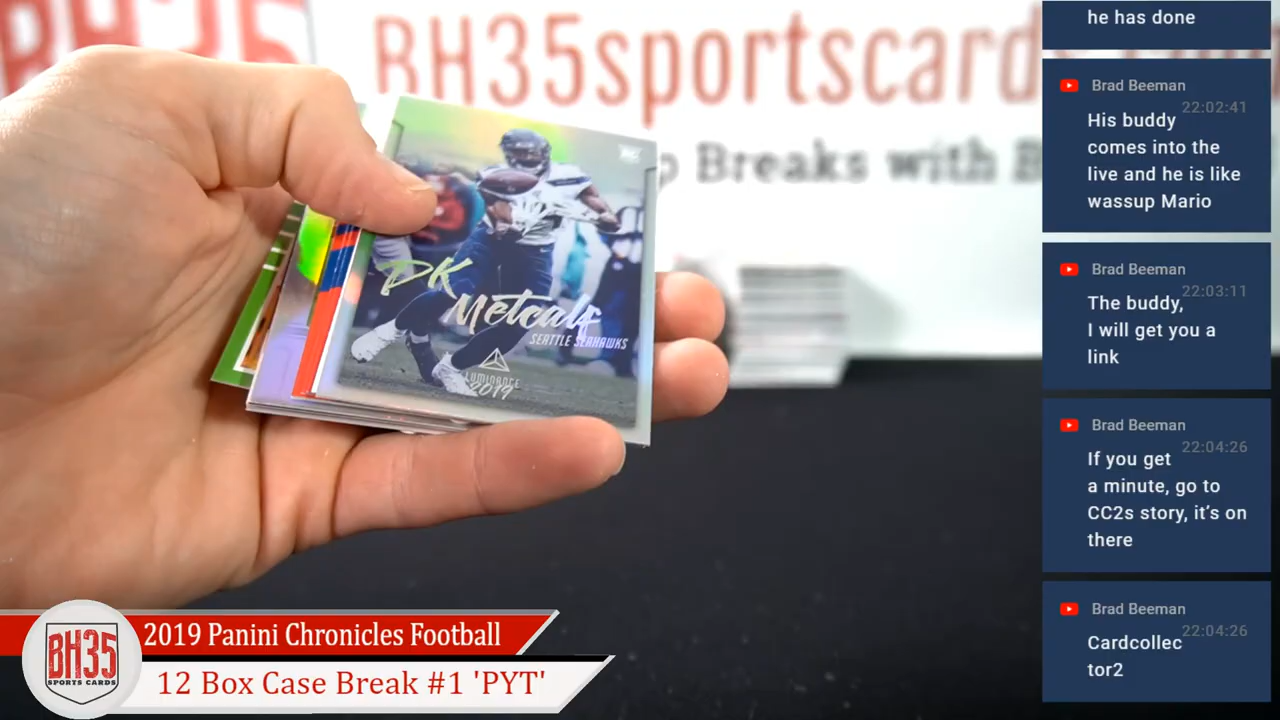 BH35
BH35sportscards
Breaks with B
RC
DK
Metcalf
SEATTLE SEAHAWKS
LUMINANCE
2019
he has done
Brad Beeman
22:02:41
His buddy
comes into the
live and he is like
wassup Mario
Brad Beeman
22:03:11
The buddy,
I will get you a
link
Brad Beeman
22:04:26
If you get
a minute, go to
CC2s story, it’s on
there
Brad Beeman
22:04:26
Cardcollec
tor2
BH35
SPORTS CARDS
2019 Panini Chronicles Football
12 Box Case Break #1 'PYT'